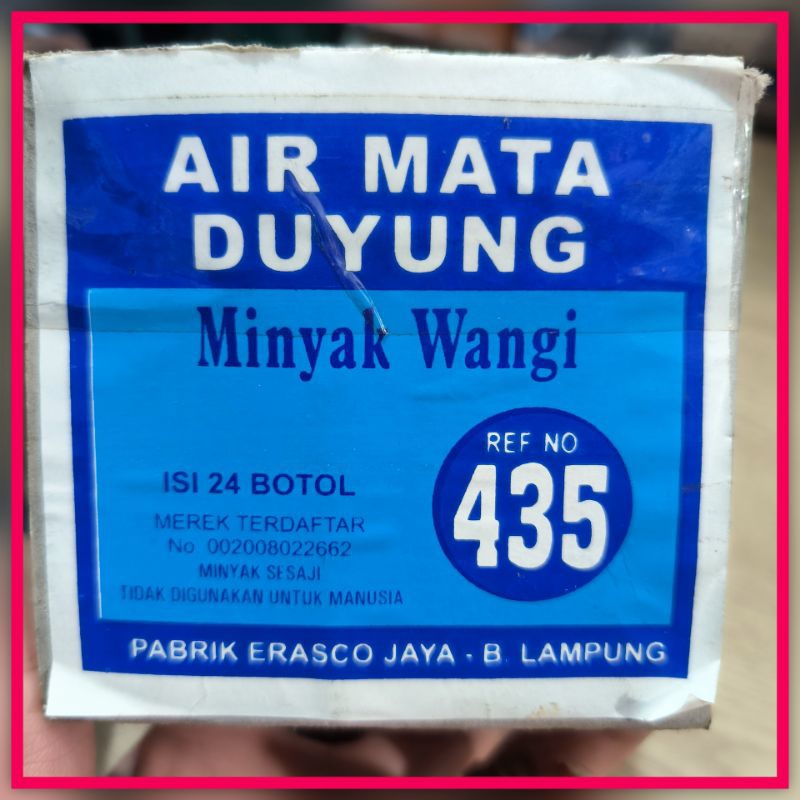 AIR MATA
DUYUNG
Minyak Wangi
REF NO
435
ISI 24 BOTOL
MEREK TERDAFTAR
No. 002008022662
MINYAK SESAJI
TIDAK DIGUNAKAN UNTUK MANUSIA
PABRIK ERASCO JAYA - B. LAMPUNG